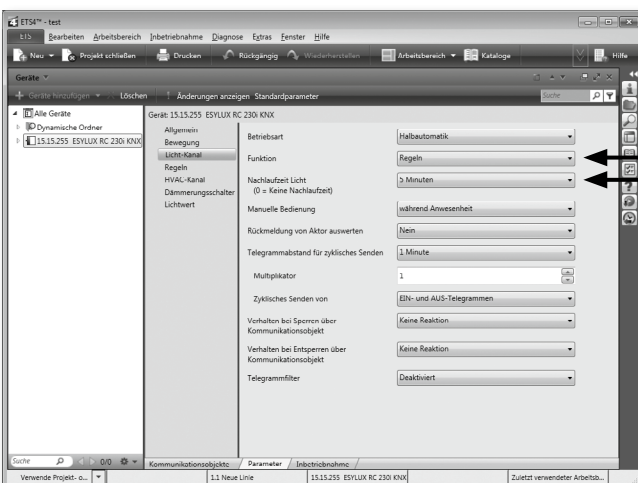 ETS4™ - test
ETS Bearbeiten Arbeitsbereich Inbetriebnahme Diagnose Extras Fenster Hilfe
Neu Projekt schließen Drucken Rückgängig Wiederherstellen Arbeitsbereich Kataloge Hilfe
Geräte
Geräte hinzufügen Löschen Änderungen anzeigen Standardparameter Suche
Alle Geräte
Dynamische Ordner
15.15.255 ESYLUX RC 230i KNX
Gerät: 15.15.255 ESYLUX RC 230i KNX
Allgemein
Bewegung
Licht-Kanal
Regeln
HVAC-Kanal
Dämmerungsschalter
Lichtwert
Betriebsart Halbautomatik
Funktion Regeln
Nachlaufzeit Licht 5 Minuten
(0 = Keine Nachlaufzeit)
Manuelle Bedienung während Anwesenheit
Rückmeldung von Aktor auswerten Nein
Telegrammabstand für zyklisches Senden 1 Minute
Multiplikator 1
Zyklisches Senden von EIN- und AUS-Telegrammen
Verhalten bei Sperren über Keine Reaktion
Kommunikationsobjekt
Verhalten bei Entsperren über Keine Reaktion
Kommunikationsobjekt
Telegrammfilter Deaktiviert
Suche 0/0
Kommunikationsobjekte Parameter Inbetriebnahme
Verwende Projekt- o... 1.1 Neue Linie 15.15.255 ESYLUX RC 230i KNX Zuletzt verwendeter Arbeitsb...